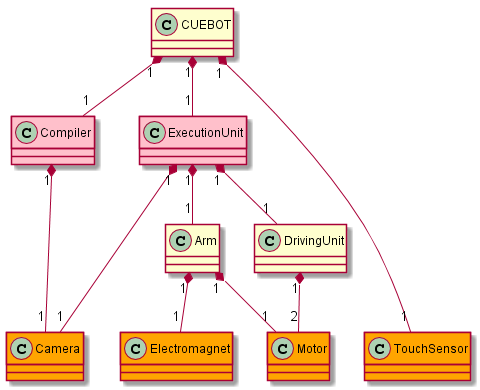 C CUEBOT
1 1 1
1 1
C Compiler C ExecutionUnit
1 1 1 1
1 1
C Arm C DrivingUnit
1 1 1
1 1 1 1 2 1
C Camera C Electromagnet C Motor C TouchSensor